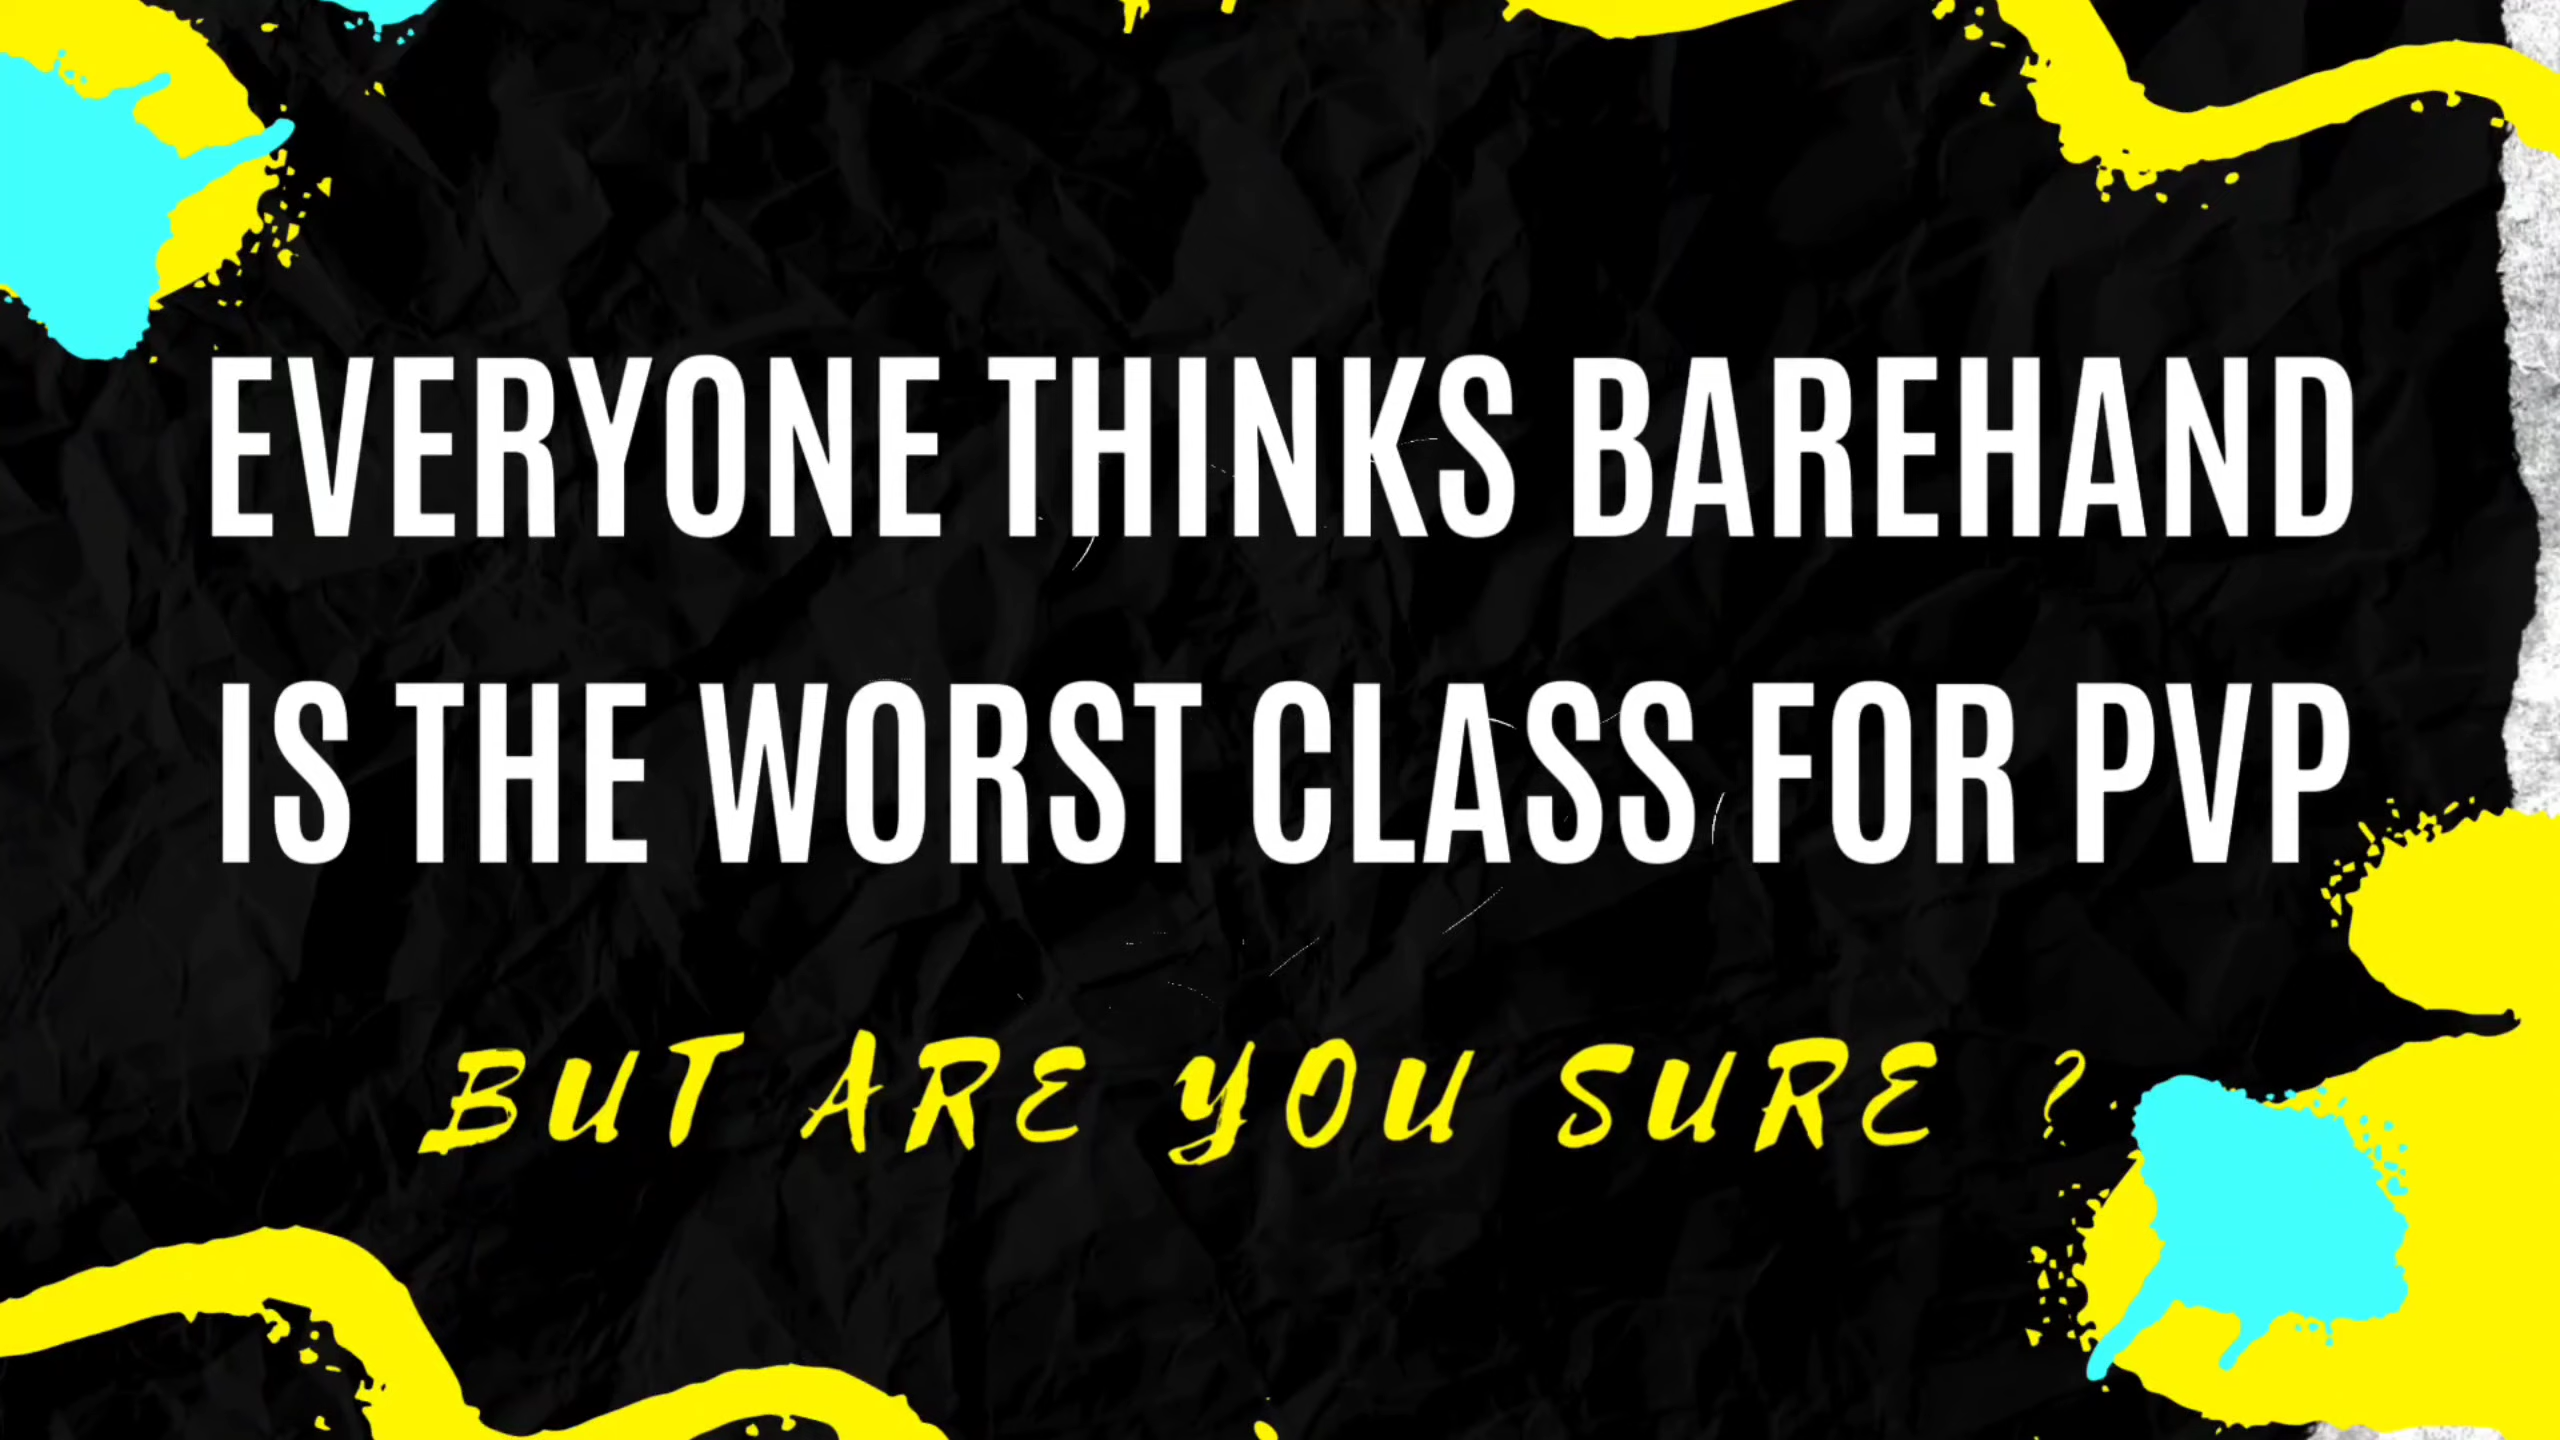 EVERYONE THINKS BAREHAND
IS THE WORST CLASS FOR PVP
BUT ARE YOU SURE ?